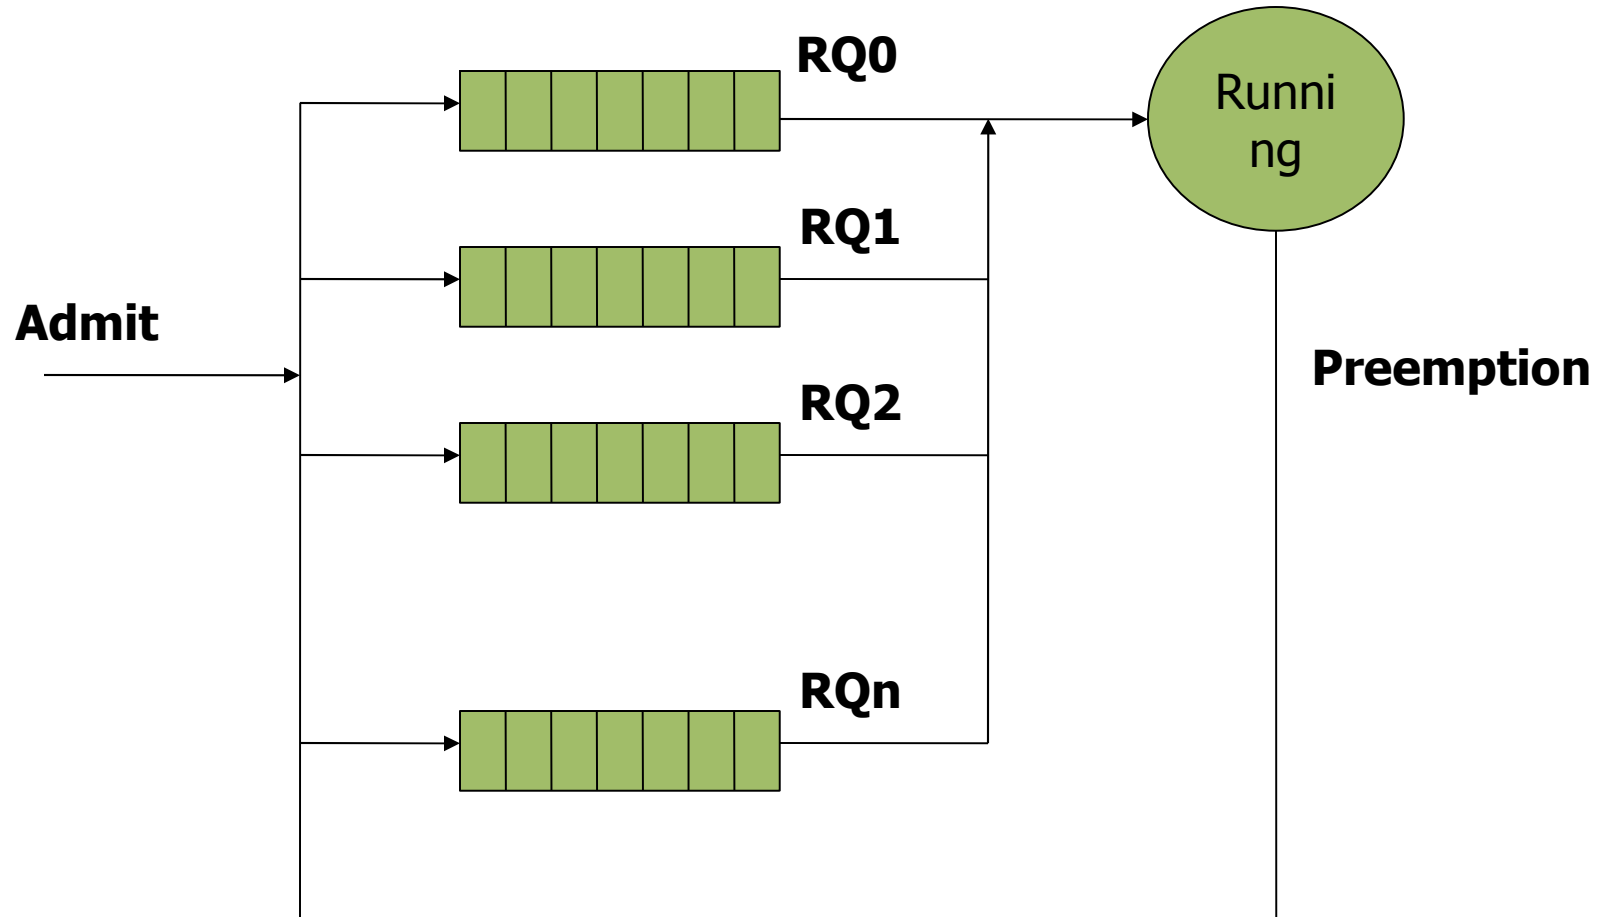 RQ0
Runni
ng
RQ1
Admit
Preemption
RQ2
RQn